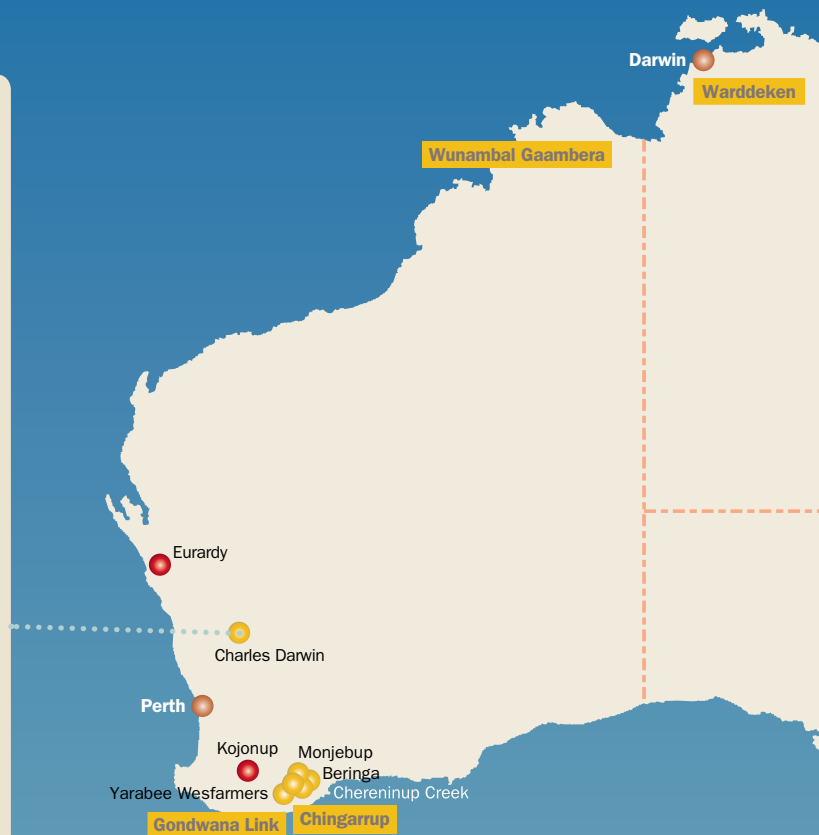 Darwin
Warddeken
Wunambal Gaambera
Eurardy
Charles Darwin
Perth
Kojonup
Monjebup
Beringa
Yarabee Wesfarmers
Chereninup Creek
Gondwana Link
Chingarrup